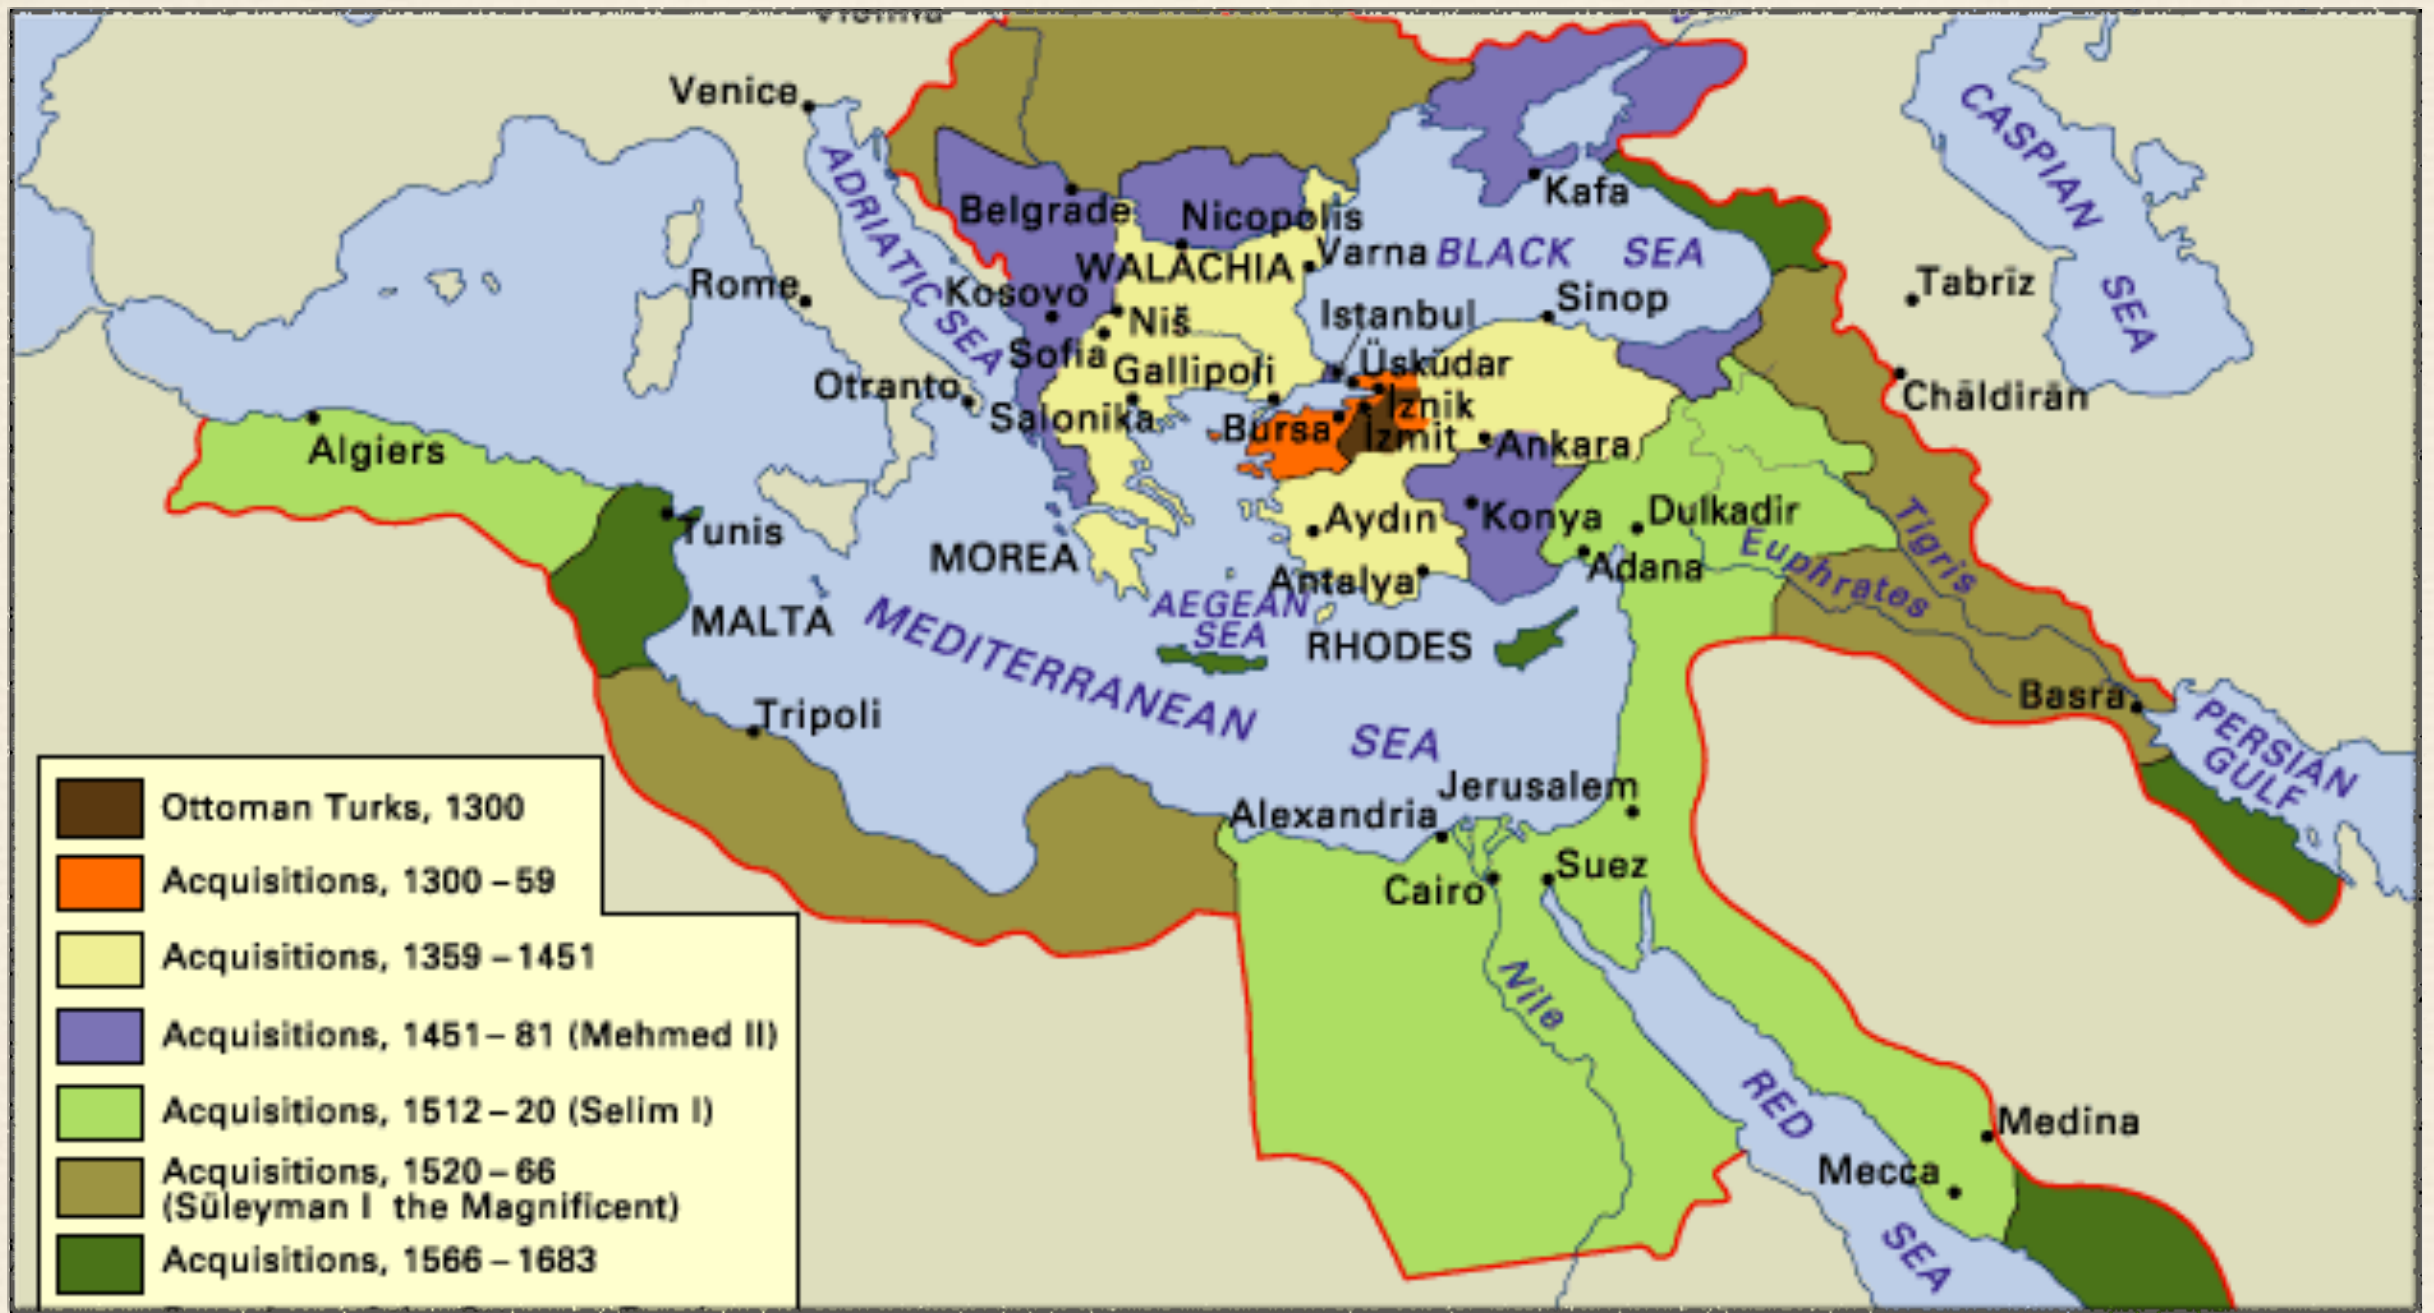 Venice
ADRIATIC SEA
Belgrade
Nicopolis
Kafa
CASPIAN
SEA
WALACHIA
Varna
BLACK SEA
Rome
Kosovo
Niš
Istanbul
Sinop
Tabrīz
Sofia
Gallipoli
Üsküdar
Otranto
Salonika
Bursa
İznik
İzmit
Ankara
Chāldirān
Algiers
Tunis
Aydın
Konya
Dulkadir
Tigris
MOREA
Antalya
Adana
Euphrates
MALTA
AEGEAN
SEA
RHODES
MEDITERRANEAN SEA
Basra
PERSIAN
GULF
Tripoli
Jerusalem
Alexandria
Cairo
Suez
Nile
RED
SEA
Medina
Mecca
Ottoman Turks, 1300
Acquisitions, 1300–59
Acquisitions, 1359–1451
Acquisitions, 1451–81 (Mehmed II)
Acquisitions, 1512–20 (Selim I)
Acquisitions, 1520–66
(Süleyman I the Magnificent)
Acquisitions, 1566–1683